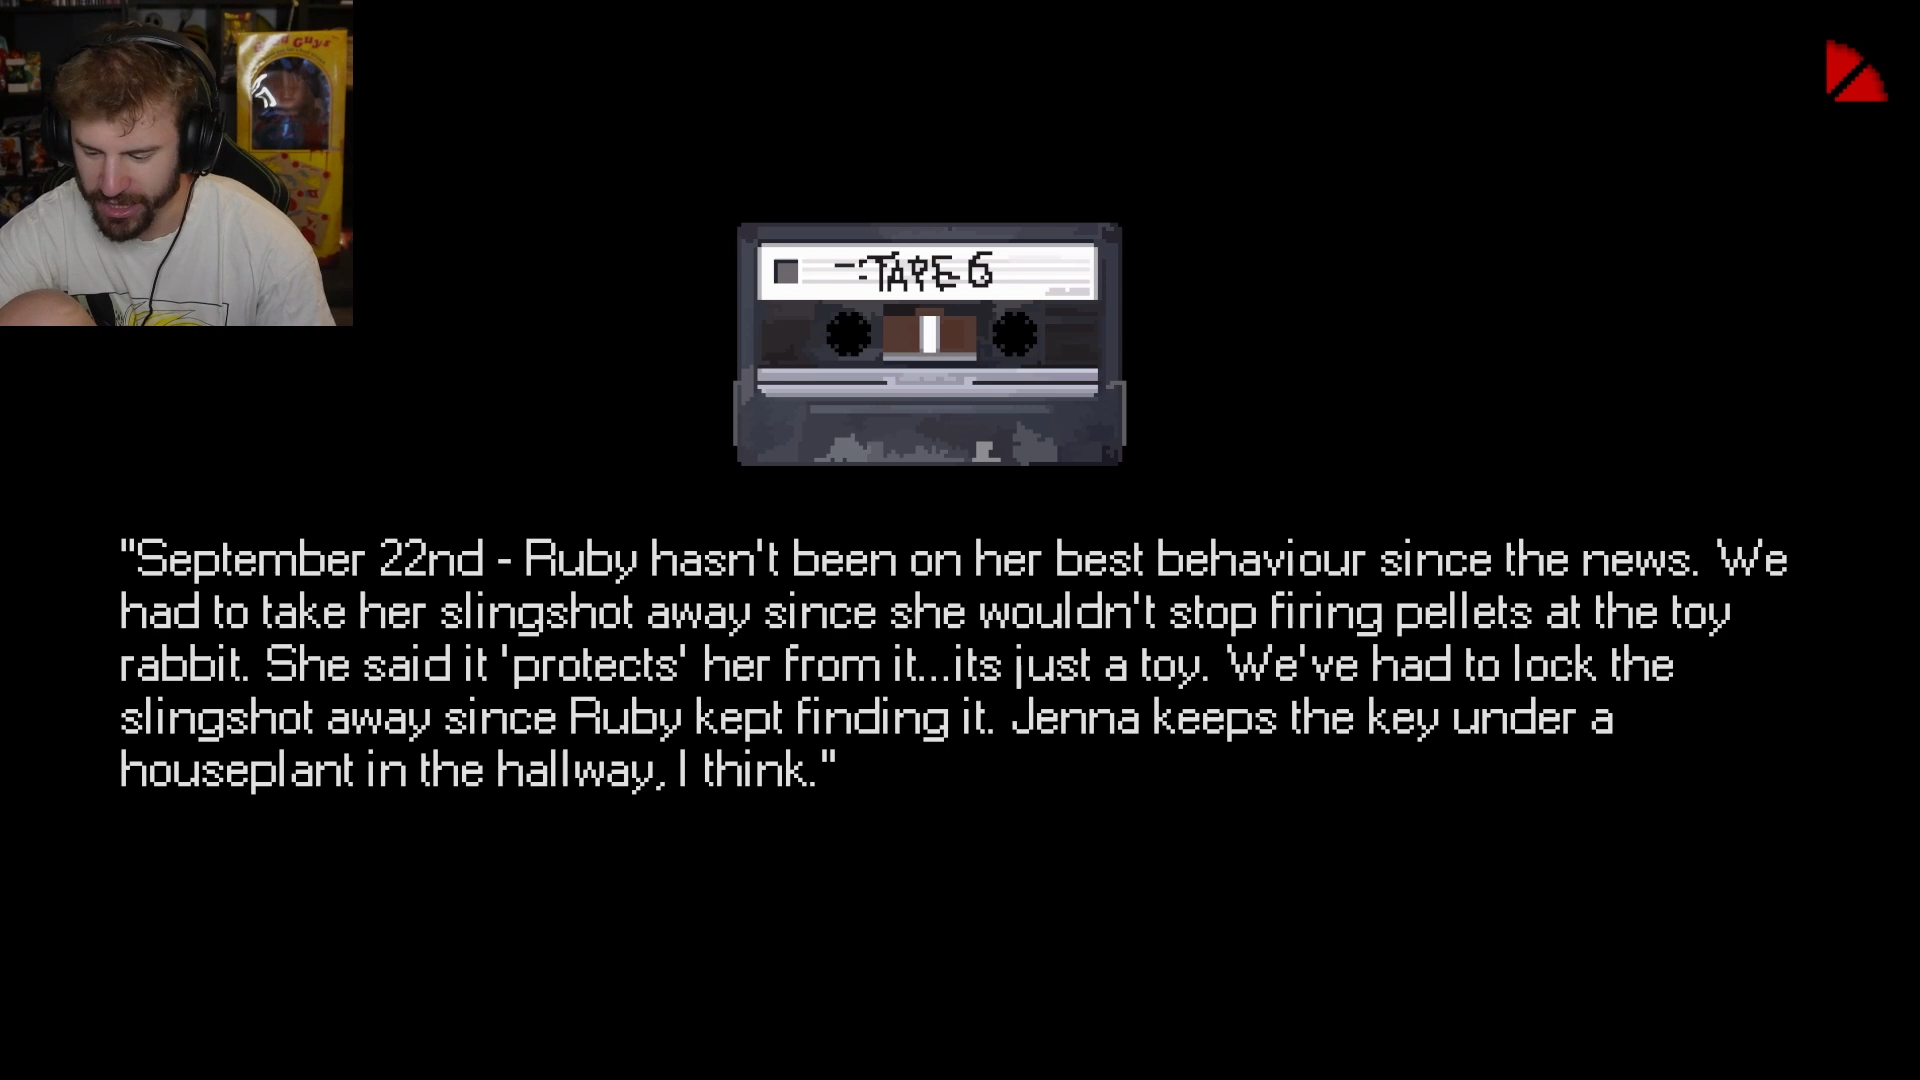 Good Guys
TAPE 6
"September 22nd - Ruby hasn't been on her best behaviour since the news. We
had to take her slingshot away since she wouldn't stop firing pellets at the toy
rabbit. She said it 'protects' her from it...its just a toy. We've had to lock the
slingshot away since Ruby kept finding it. Jenna keeps the key under a
houseplant in the hallway, I think."